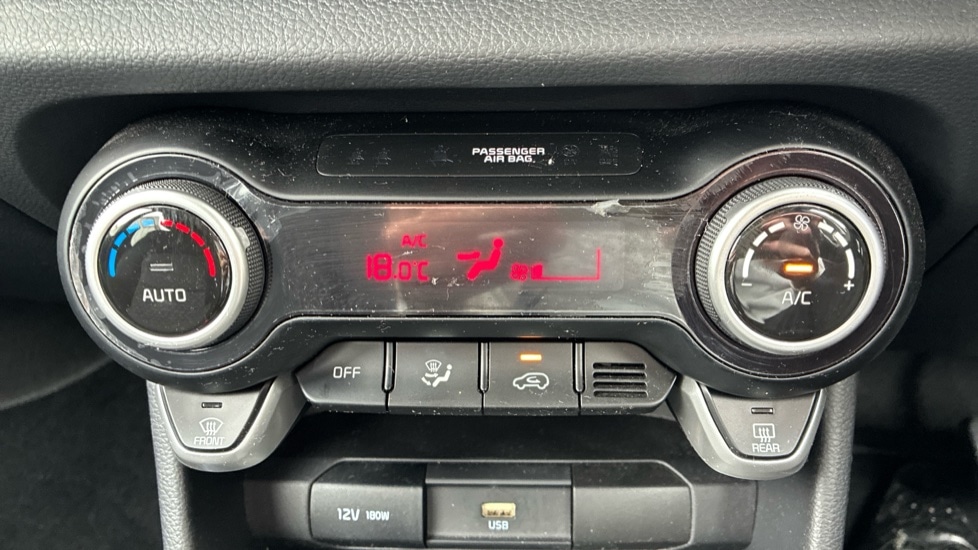 PASSENGER
AIR BAG
A/C
18.0°C
AUTO
A/C
- +
OFF
FRONT
REAR
12V 180W
USB